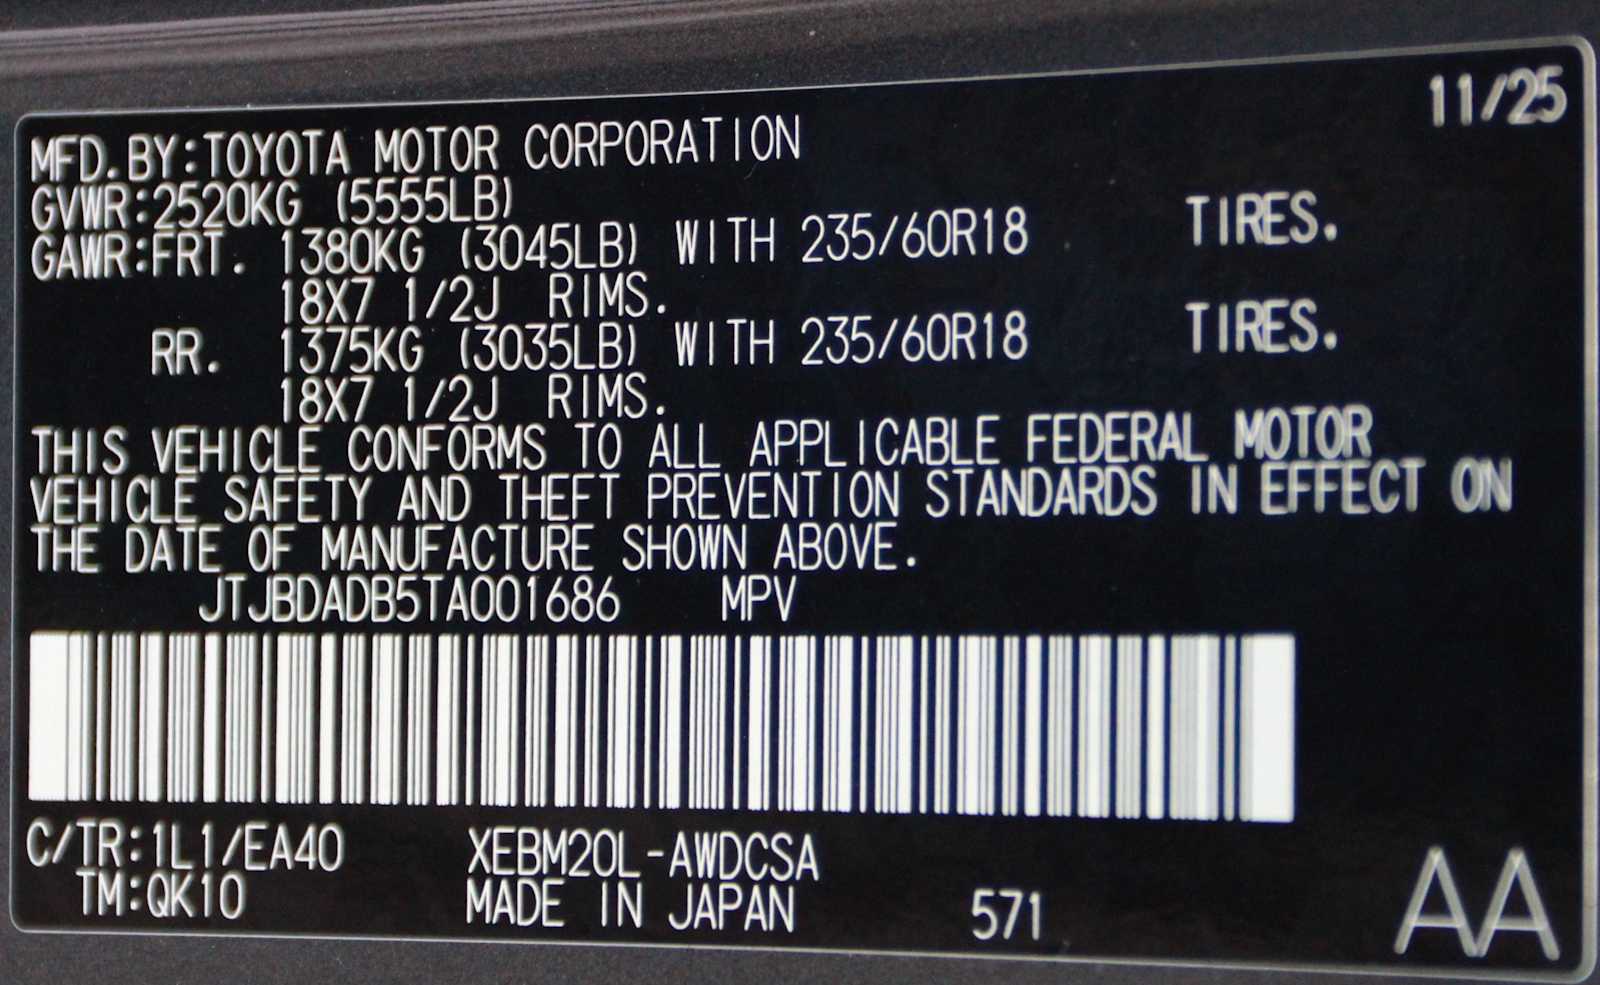 11/25
MFD.BY:TOYOTA MOTOR CORPORATION
GVWR:2520KG (5555LB)
GAWR:FRT. 1380KG (3045LB) WITH 235/60R18 TIRES.
18X7 1/2J RIMS.
RR. 1375KG (3035LB) WITH 235/60R18 TIRES.
18X7 1/2J RIMS.
THIS VEHICLE CONFORMS TO ALL APPLICABLE FEDERAL MOTOR
VEHICLE SAFETY AND THEFT PREVENTION STANDARDS IN EFFECT ON
THE DATE OF MANUFACTURE SHOWN ABOVE.
JTJBDADB5TA001686 MPV
C/TR:1L1/EA40 XEBM20L-AWDCSA
TM:QK10 MADE IN JAPAN 571
AA